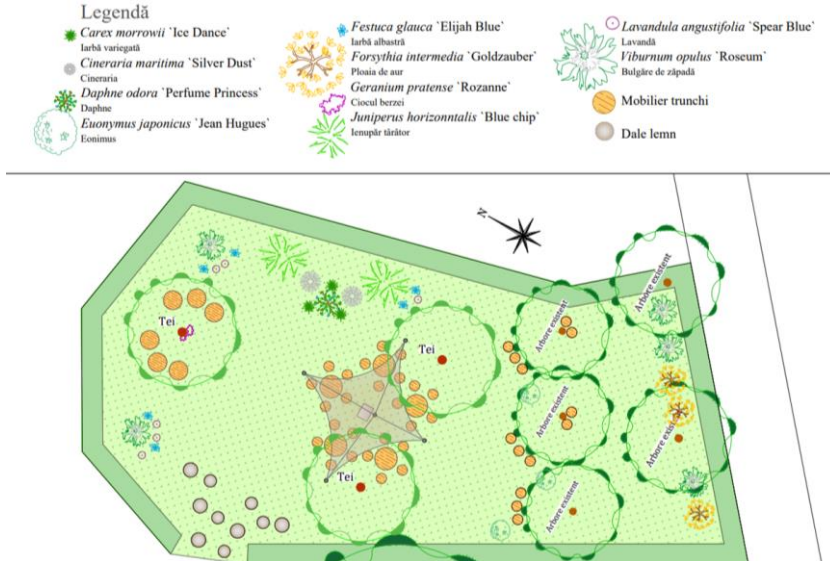 Legendă
Carex morrowii `Ice Dance`
Iarbă variegată
Cineraria maritima `Silver Dust`
Cineraria
Daphne odora `Perfume Princess`
Daphne
Euonymus japonicus `Jean Hugues`
Eonimus
Festuca glauca `Elijah Blue`
Iarbă albastră
Forsythia intermedia `Goldzauber`
Ploaia de aur
Geranium pratense `Rozanne`
Ciocul berzei
Juniperus horizonntalis `Blue chip`
Ienupăr târâtor
Lavandula angustifolia `Spear Blue`
Lavandă
Viburnum opulus `Roseum`
Bulgăre de zăpadă
Mobilier trunchi
Dale lemn
N
Arbore existent
Tei
Arbore existent
Tei
Arbore existent
Arbore existent
Tei
Arbore existent